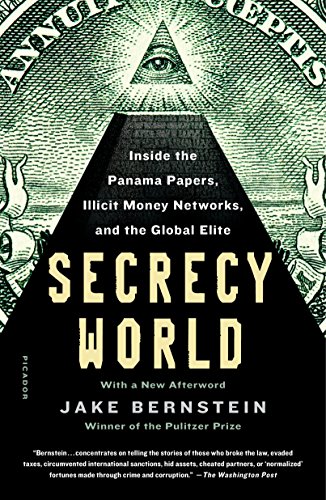 ANNUIT CŒPTIS
Inside the
Panama Papers,
Illicit Money Networks,
and the Global Elite
SECRECY
WORLD
With a New Afterword
JAKE BERNSTEIN
Winner of the Pulitzer Prize
PICADOR
"Bernstein . . . concentrates on telling the stories of those who broke the law, evaded
taxes, circumvented international sanctions, hid assets, cheated partners, or 'normalized'
fortunes made through crime and corruption." —The Washington Post